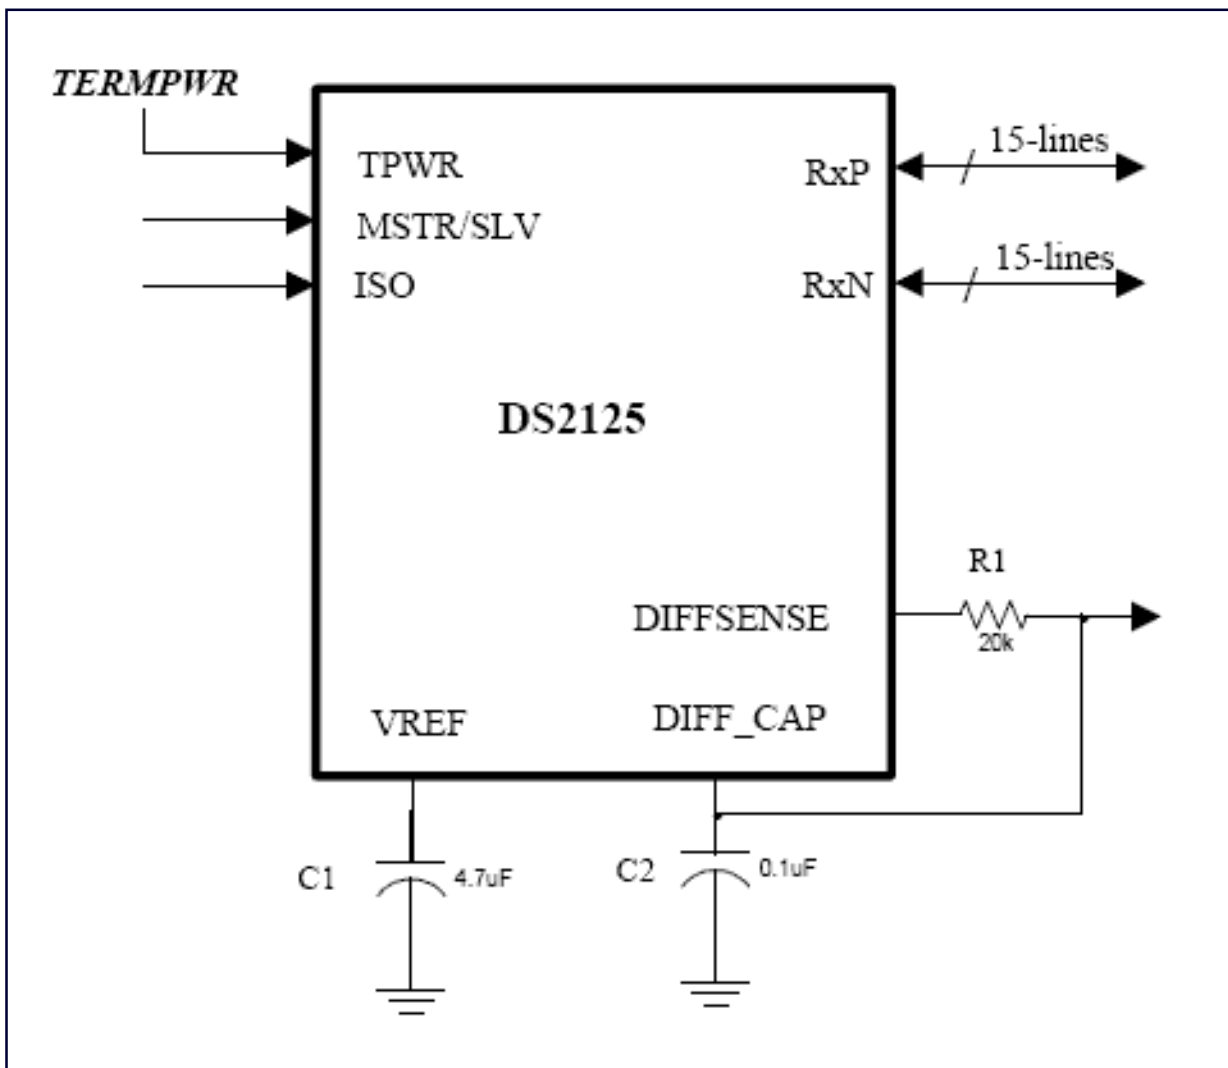 TERMPWR
TPWR
MSTR/SLV
ISO
RxP
15-lines
RxN
15-lines
DS2125
R1
20k
DIFFSENSE
DIFF_CAP
VREF
C1
4.7uF
C2
0.1uF